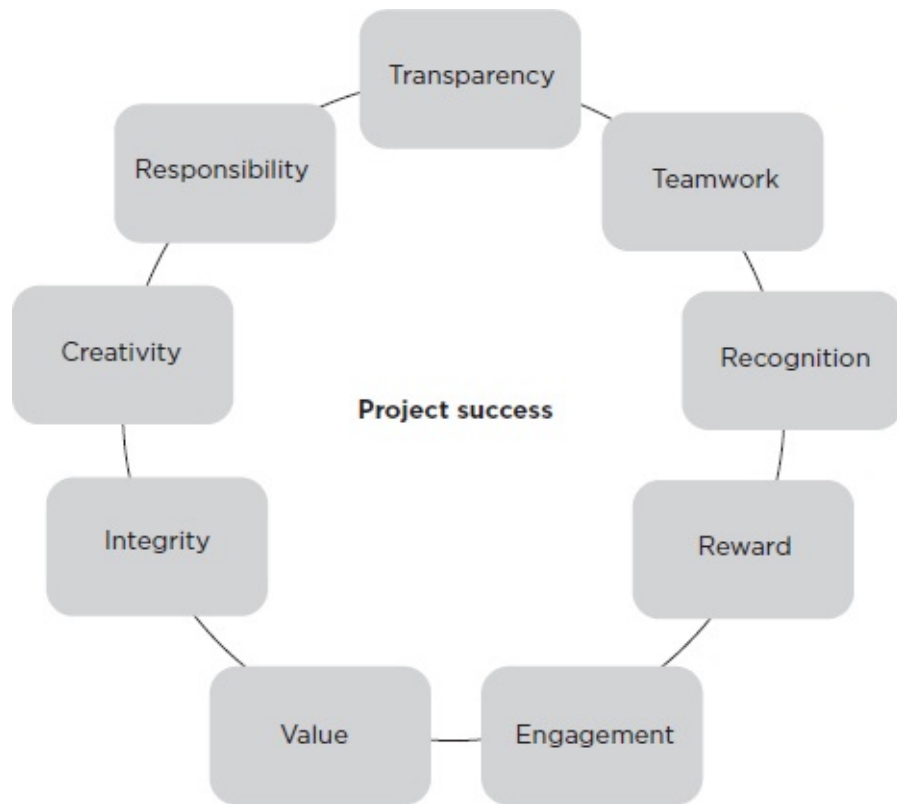 Transparency
Responsibility
Teamwork
Creativity
Recognition
Project success
Integrity
Reward
Value
Engagement